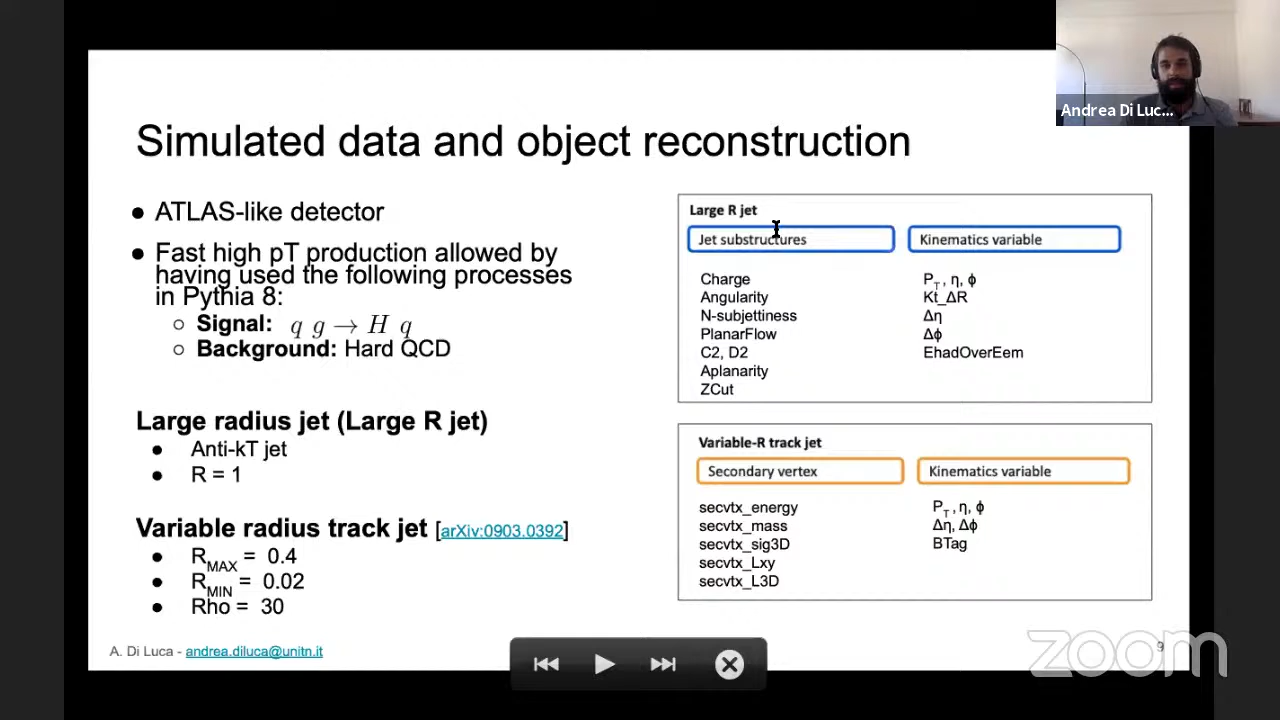 Andrea Di Luc...
Simulated data and object reconstruction
● ATLAS-like detector
● Fast high pT production allowed by
having used the following processes
in Pythia 8:
○ Signal: q g → H q
○ Background: Hard QCD
Large radius jet (Large R jet)
● Anti-kT jet
● R = 1
Variable radius track jet [arXiv:0903.0392]
● R_MAX = 0.4
● R_MIN = 0.02
● Rho = 30
Large R jet
Jet substructures
Charge
Angularity
N-subjettiness
PlanarFlow
C2, D2
Aplanarity
ZCut
Kinematics variable
P_T, η, ϕ
Kt_ΔR
Δη
Δϕ
EhadOverEem
Variable-R track jet
Secondary vertex
secvtx_energy
secvtx_mass
secvtx_sig3D
secvtx_Lxy
secvtx_L3D
Kinematics variable
P_T, η, ϕ
Δη, Δϕ
BTag
A. Di Luca - andrea.diluca@unitn.it
9
zoom